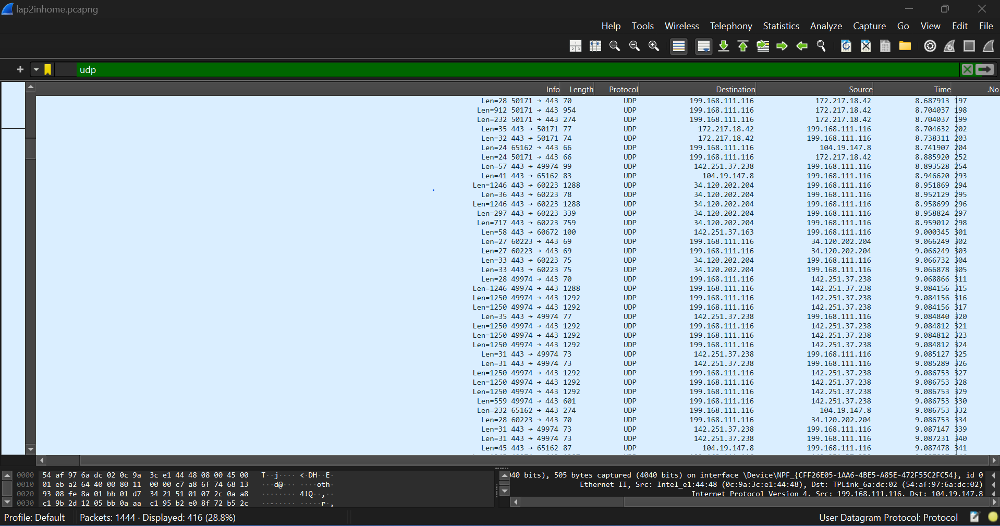 lap2inhome.pcapng
Help Tools Wireless Telephony Statistics Analyze Capture Go View Edit File
udp
Info Length Protocol Destination Source Time .No
Len=28 50171 → 443 70 UDP 199.168.111.116 172.217.18.42 8.687913 197
Len=912 50171 → 443 954 UDP 199.168.111.116 172.217.18.42 8.704037 198
Len=232 50171 → 443 274 UDP 199.168.111.116 172.217.18.42 8.704037 199
Len=35 443 → 50171 77 UDP 172.217.18.42 199.168.111.116 8.704632 202
Len=32 443 → 50171 74 UDP 172.217.18.42 199.168.111.116 8.738311 203
Len=24 65162 → 443 66 UDP 199.168.111.116 104.19.147.8 8.741907 204
Len=24 50171 → 443 66 UDP 199.168.111.116 172.217.18.42 8.885920 252
Len=57 443 → 49974 99 UDP 142.251.37.238 199.168.111.116 8.893528 254
Len=41 443 → 65162 83 UDP 104.19.147.8 199.168.111.116 8.946620 293
Len=1246 443 → 60223 1288 UDP 34.120.202.204 199.168.111.116 8.951869 294
Len=36 443 → 60223 78 UDP 34.120.202.204 199.168.111.116 8.952129 295
Len=1246 443 → 60223 1288 UDP 34.120.202.204 199.168.111.116 8.958699 296
Len=297 443 → 60223 339 UDP 34.120.202.204 199.168.111.116 8.958824 297
Len=717 443 → 60223 759 UDP 34.120.202.204 199.168.111.116 8.959012 298
Len=58 443 → 60672 100 UDP 142.251.37.163 199.168.111.116 9.000345 301
Len=27 60223 → 443 69 UDP 199.168.111.116 34.120.202.204 9.066249 302
Len=27 60223 → 443 69 UDP 199.168.111.116 34.120.202.204 9.066249 303
Len=33 443 → 60223 75 UDP 34.120.202.204 199.168.111.116 9.066732 304
Len=33 443 → 60223 75 UDP 34.120.202.204 199.168.111.116 9.066878 305
Len=28 49974 → 443 70 UDP 199.168.111.116 142.251.37.238 9.068866 311
Len=1246 49974 → 443 1288 UDP 199.168.111.116 142.251.37.238 9.084156 315
Len=1250 49974 → 443 1292 UDP 199.168.111.116 142.251.37.238 9.084156 316
Len=1250 49974 → 443 1292 UDP 199.168.111.116 142.251.37.238 9.084156 317
Len=35 443 → 49974 77 UDP 142.251.37.238 199.168.111.116 9.084840 320
Len=1250 49974 → 443 1292 UDP 199.168.111.116 142.251.37.238 9.084812 321
Len=1250 49974 → 443 1292 UDP 199.168.111.116 142.251.37.238 9.084812 323
Len=1250 49974 → 443 1292 UDP 199.168.111.116 142.251.37.238 9.084812 324
Len=31 443 → 49974 73 UDP 142.251.37.238 199.168.111.116 9.085127 325
Len=31 443 → 49974 73 UDP 142.251.37.238 199.168.111.116 9.085289 326
Len=1250 49974 → 443 1292 UDP 199.168.111.116 142.251.37.238 9.086753 327
Len=1250 49974 → 443 1292 UDP 199.168.111.116 142.251.37.238 9.086753 328
Len=1250 49974 → 443 1292 UDP 199.168.111.116 142.251.37.238 9.086753 329
Len=559 49974 → 443 601 UDP 199.168.111.116 142.251.37.238 9.086753 330
Len=232 65162 → 443 274 UDP 199.168.111.116 104.19.147.8 9.086753 332
Len=28 60223 → 443 70 UDP 199.168.111.116 34.120.202.204 9.086753 334
Len=31 443 → 49974 73 UDP 142.251.37.238 199.168.111.116 9.087147 339
Len=31 443 → 49974 73 UDP 142.251.37.238 199.168.111.116 9.087231 340
Len=45 443 → 65162 87 UDP 104.19.147.8 199.168.111.116 9.087478 341
0000 54 af 97 6a dc 02 0c 9a 3c e1 44 48 08 00 45 00 T··j···· <·DH··E·
0010 01 eb a2 64 40 00 80 11 00 00 c7 a8 6f 74 68 13 ···d@··· ····oth·
0020 93 08 fe 8a 01 bb 01 d7 34 21 51 01 07 2c 0a a8 ········ 4!Q··,··
0030 c1 9b 2d 12 05 bb 0a aa c1 95 b2 e0 8f 72 b5 2c ··-····· ·····r·,
40 bits), 505 bytes captured (4040 bits) on interface \Device\NPF_{CFF26E05-1AA6-4BE5-A85E-472F55C2FC54}, id 0
Ethernet II, Src: Intel_e1:44:48 (0c:9a:3c:e1:44:48), Dst: TPLink_6a:dc:02 (54:af:97:6a:dc:02)
Internet Protocol Version 4, Src: 199.168.111.116, Dst: 104.19.147.8
Profile: Default Packets: 1444 · Displayed: 416 (28.8%) User Datagram Protocol: Protocol